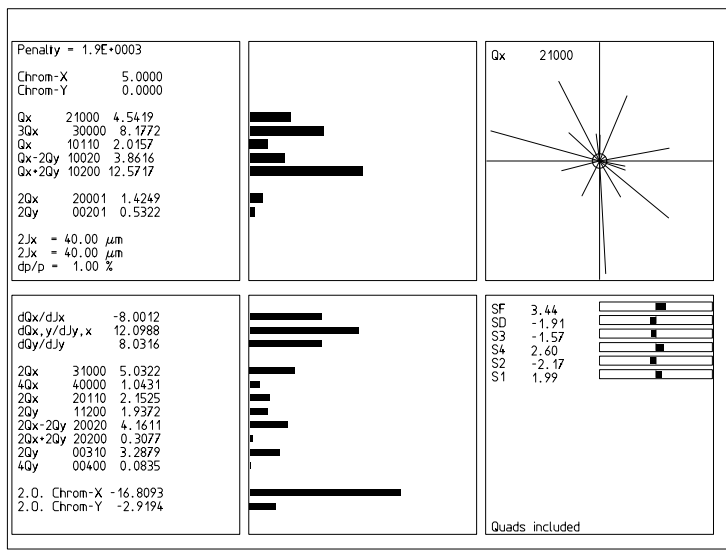 Penalty = 1.9E+0003
Chrom-X 5.0000
Chrom-Y 0.0000
Qx 21000 4.5419
3Qx 30000 8.1772
Qx 10110 2.0157
Qx-2Qy 10020 3.8616
Qx+2Qy 10200 12.5717
2Qx 20001 1.4249
2Qy 00201 0.5322
2Jx = 40.00 μm
2Jx = 40.00 μm
dp/p = 1.00 %
Qx 21000
dQx/dJx -8.0012
dQx,y/dJy,x 12.0988
dQy/dJy 8.0316
2Qx 31000 5.0322
4Qx 40000 1.0431
2Qx 20110 2.1525
2Qy 11200 1.9372
2Qx-2Qy 20020 4.1611
2Qx+2Qy 20200 0.3077
2Qy 00310 3.2879
4Qy 00400 0.0835
2.O. Chrom-X -16.8093
2.O. Chrom-Y -2.9194
SF 3.44
SD -1.91
S3 -1.57
S4 2.60
S2 -2.17
S1 1.99
Quads included